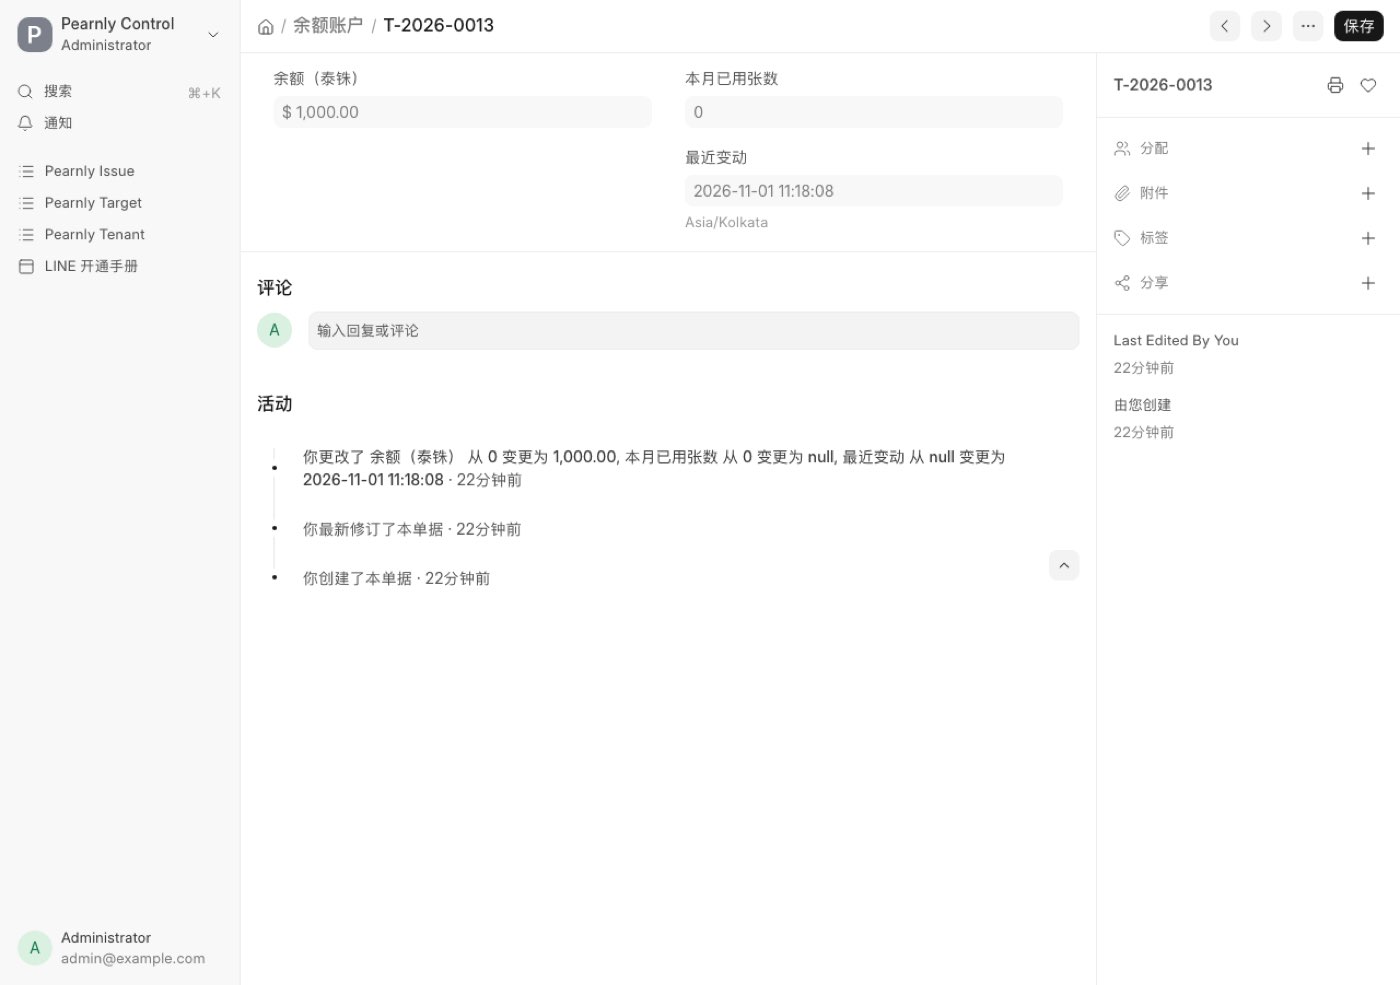 P
Pearnly Control
Administrator
搜索 ⌘+K
通知
Pearnly Issue
Pearnly Target
Pearnly Tenant
LINE 开通手册
A
Administrator
admin@example.com
/ 余额账户 / T-2026-0013
保存
余额（泰铢）
$ 1,000.00
本月已用张数
0
最近变动
2026-11-01 11:18:08
Asia/Kolkata
评论
A
输入回复或评论
活动
你更改了 余额（泰铢） 从 0 变更为 1,000.00, 本月已用张数 从 0 变更为 null, 最近变动 从 null 变更为
2026-11-01 11:18:08 · 22分钟前
你最新修订了本单据 · 22分钟前
你创建了本单据 · 22分钟前
T-2026-0013
分配
附件
标签
分享
Last Edited By You
22分钟前
由您创建
22分钟前